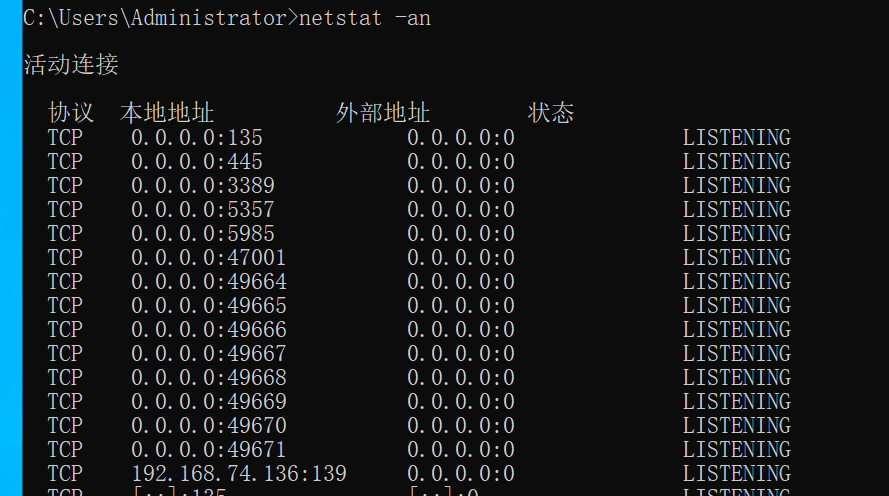 C:\Users\Administrator>netstat -an
活动连接
协议 本地地址 外部地址 状态
TCP 0.0.0.0:135 0.0.0.0:0 LISTENING
TCP 0.0.0.0:445 0.0.0.0:0 LISTENING
TCP 0.0.0.0:3389 0.0.0.0:0 LISTENING
TCP 0.0.0.0:5357 0.0.0.0:0 LISTENING
TCP 0.0.0.0:5985 0.0.0.0:0 LISTENING
TCP 0.0.0.0:47001 0.0.0.0:0 LISTENING
TCP 0.0.0.0:49664 0.0.0.0:0 LISTENING
TCP 0.0.0.0:49665 0.0.0.0:0 LISTENING
TCP 0.0.0.0:49666 0.0.0.0:0 LISTENING
TCP 0.0.0.0:49667 0.0.0.0:0 LISTENING
TCP 0.0.0.0:49668 0.0.0.0:0 LISTENING
TCP 0.0.0.0:49669 0.0.0.0:0 LISTENING
TCP 0.0.0.0:49670 0.0.0.0:0 LISTENING
TCP 0.0.0.0:49671 0.0.0.0:0 LISTENING
TCP 192.168.74.136:139 0.0.0.0:0 LISTENING
TCP [::]:135 [::]:0 LISTENING